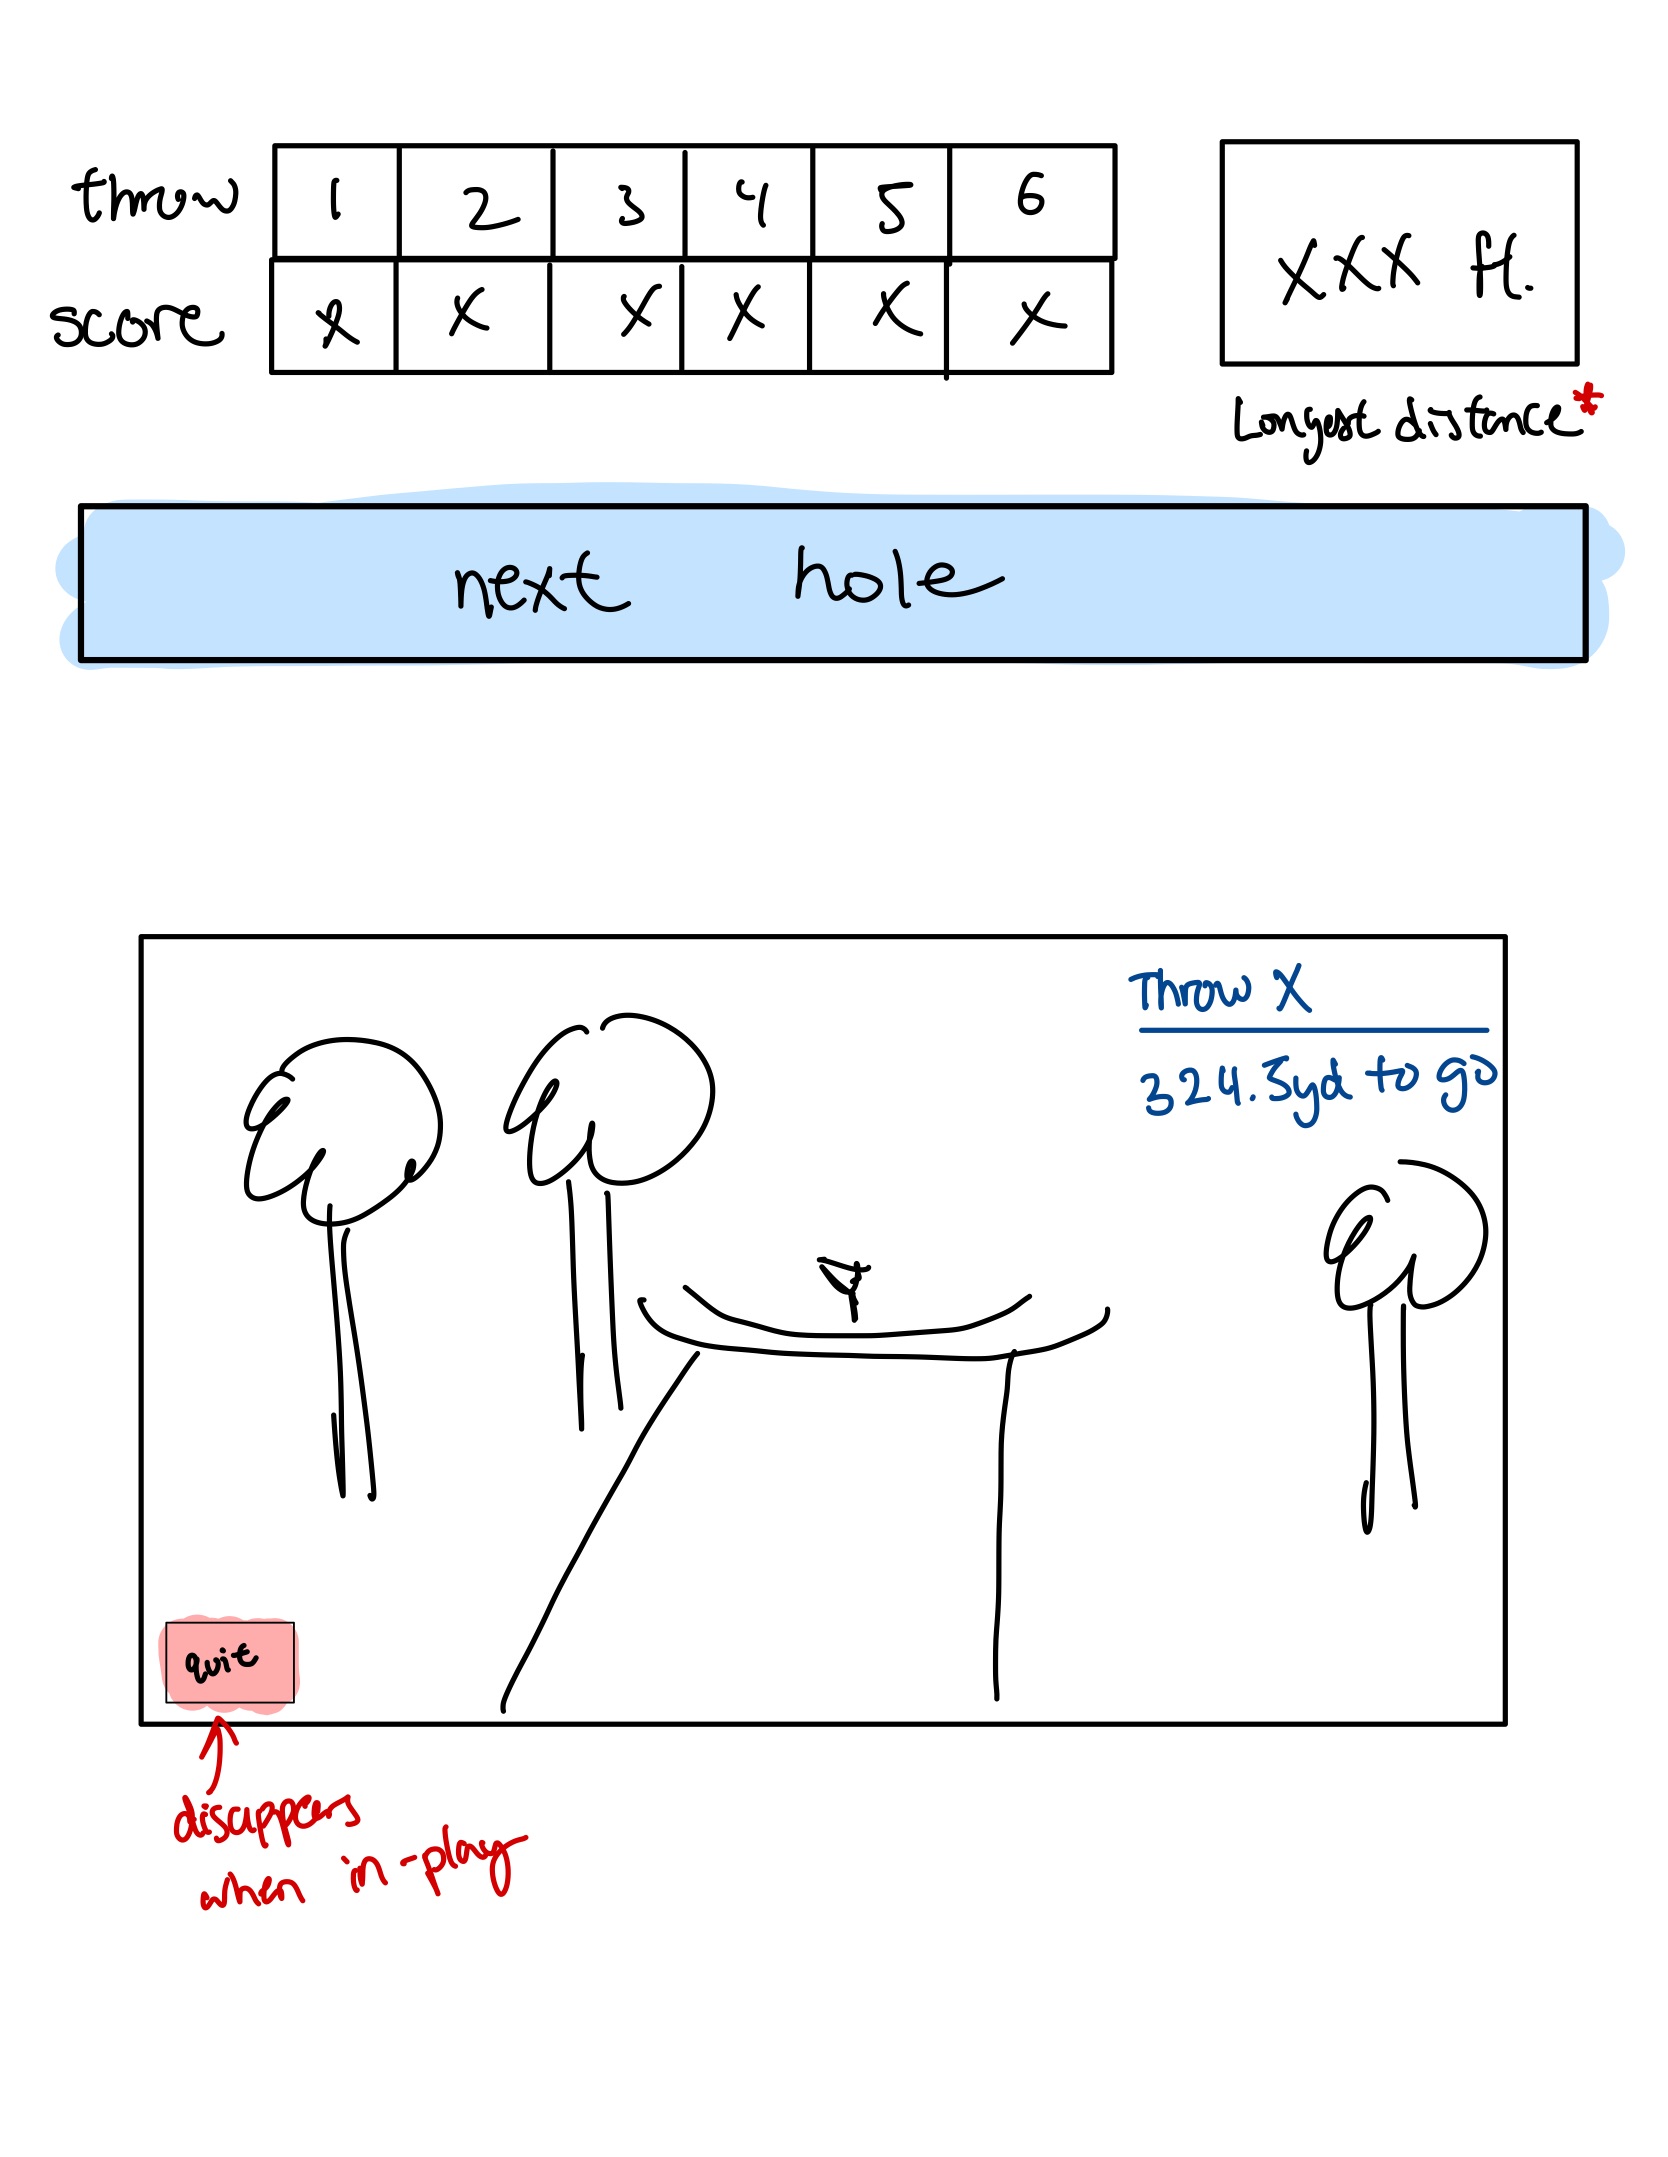 throw 1 2 3 4 5 6
score x x x x x x
xxx ft.
Longest distance*
next hole
Throw X
324.5yd to go
quit
disappears
when in-play